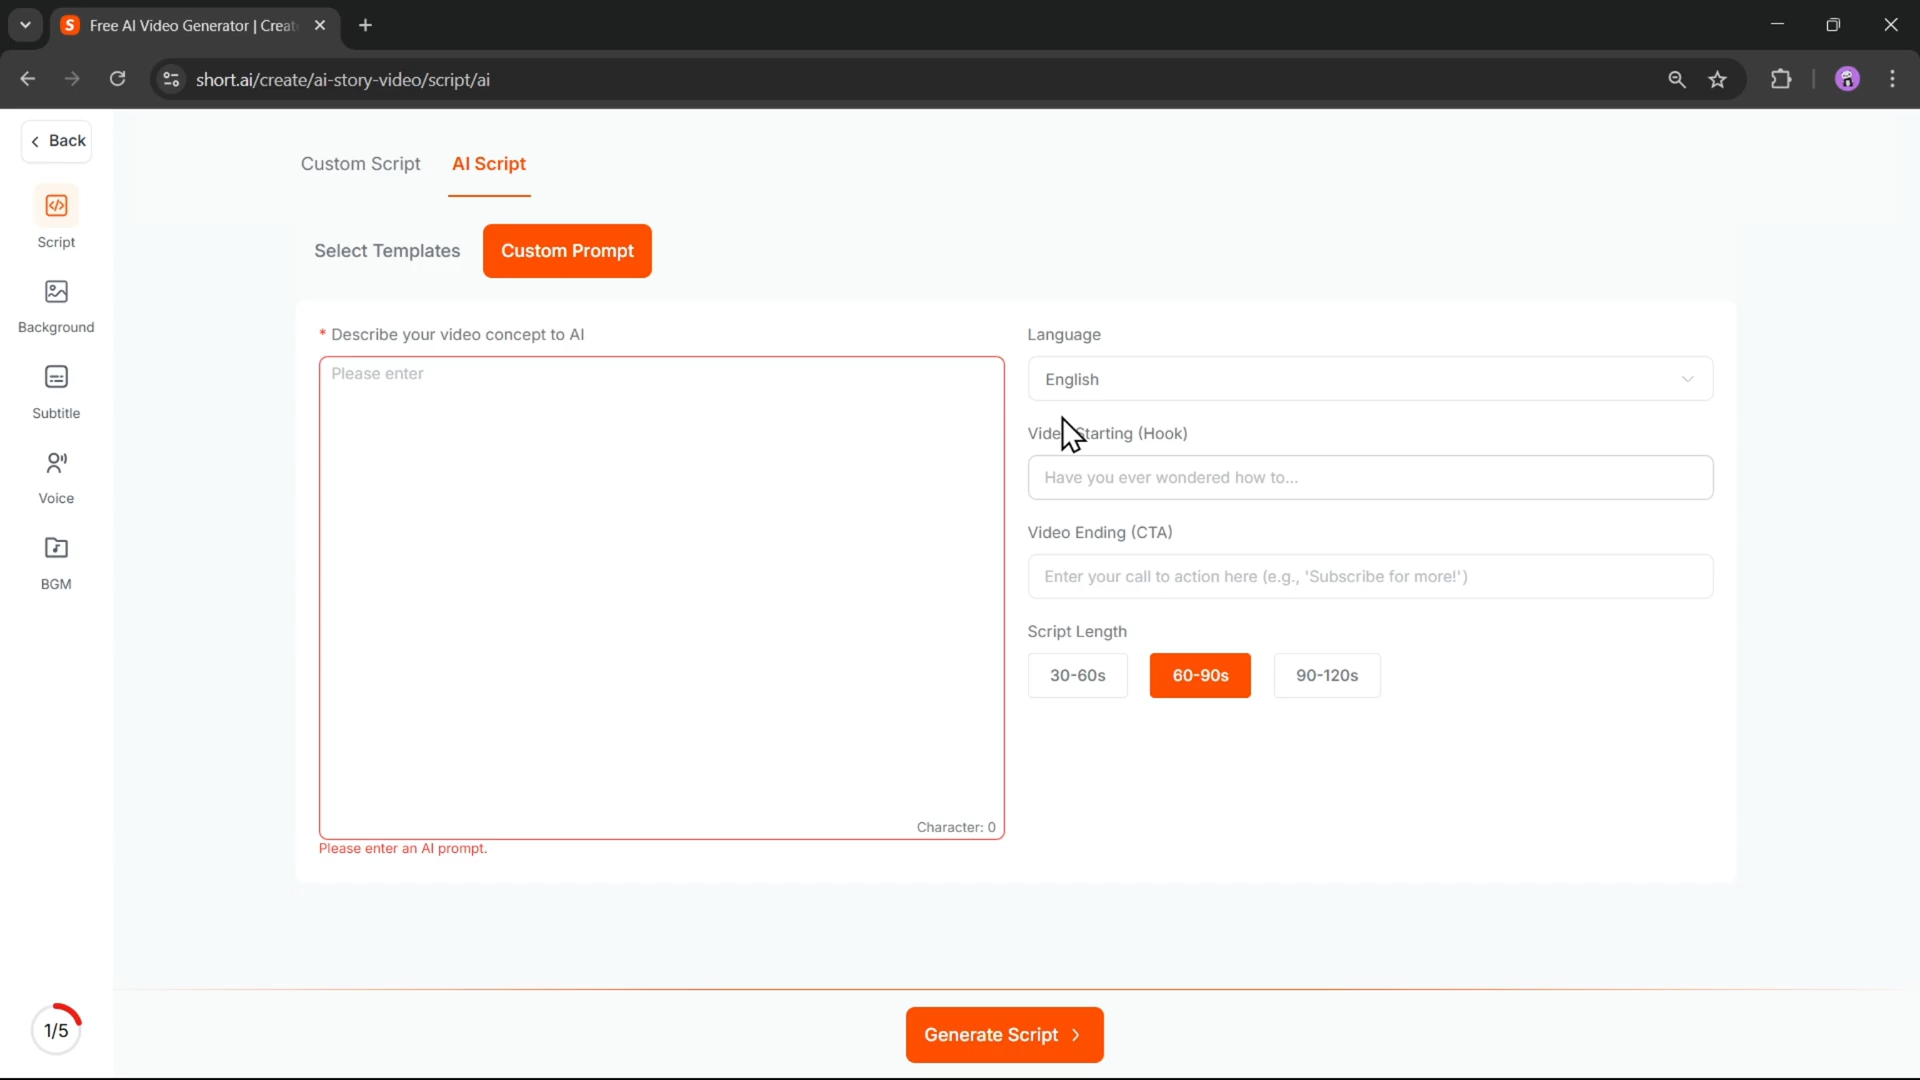 Free AI Video Generator | Creat
short.ai/create/ai-story-video/script/ai
Back
Script
Background
Subtitle
Voice
BGM
1/5
Custom Script
AI Script
Select Templates
Custom Prompt
* Describe your video concept to AI
Please enter
Character: 0
Please enter an AI prompt.
Language
English
Video Starting (Hook)
Have you ever wondered how to...
Video Ending (CTA)
Enter your call to action here (e.g., 'Subscribe for more!')
Script Length
30-60s
60-90s
90-120s
Generate Script